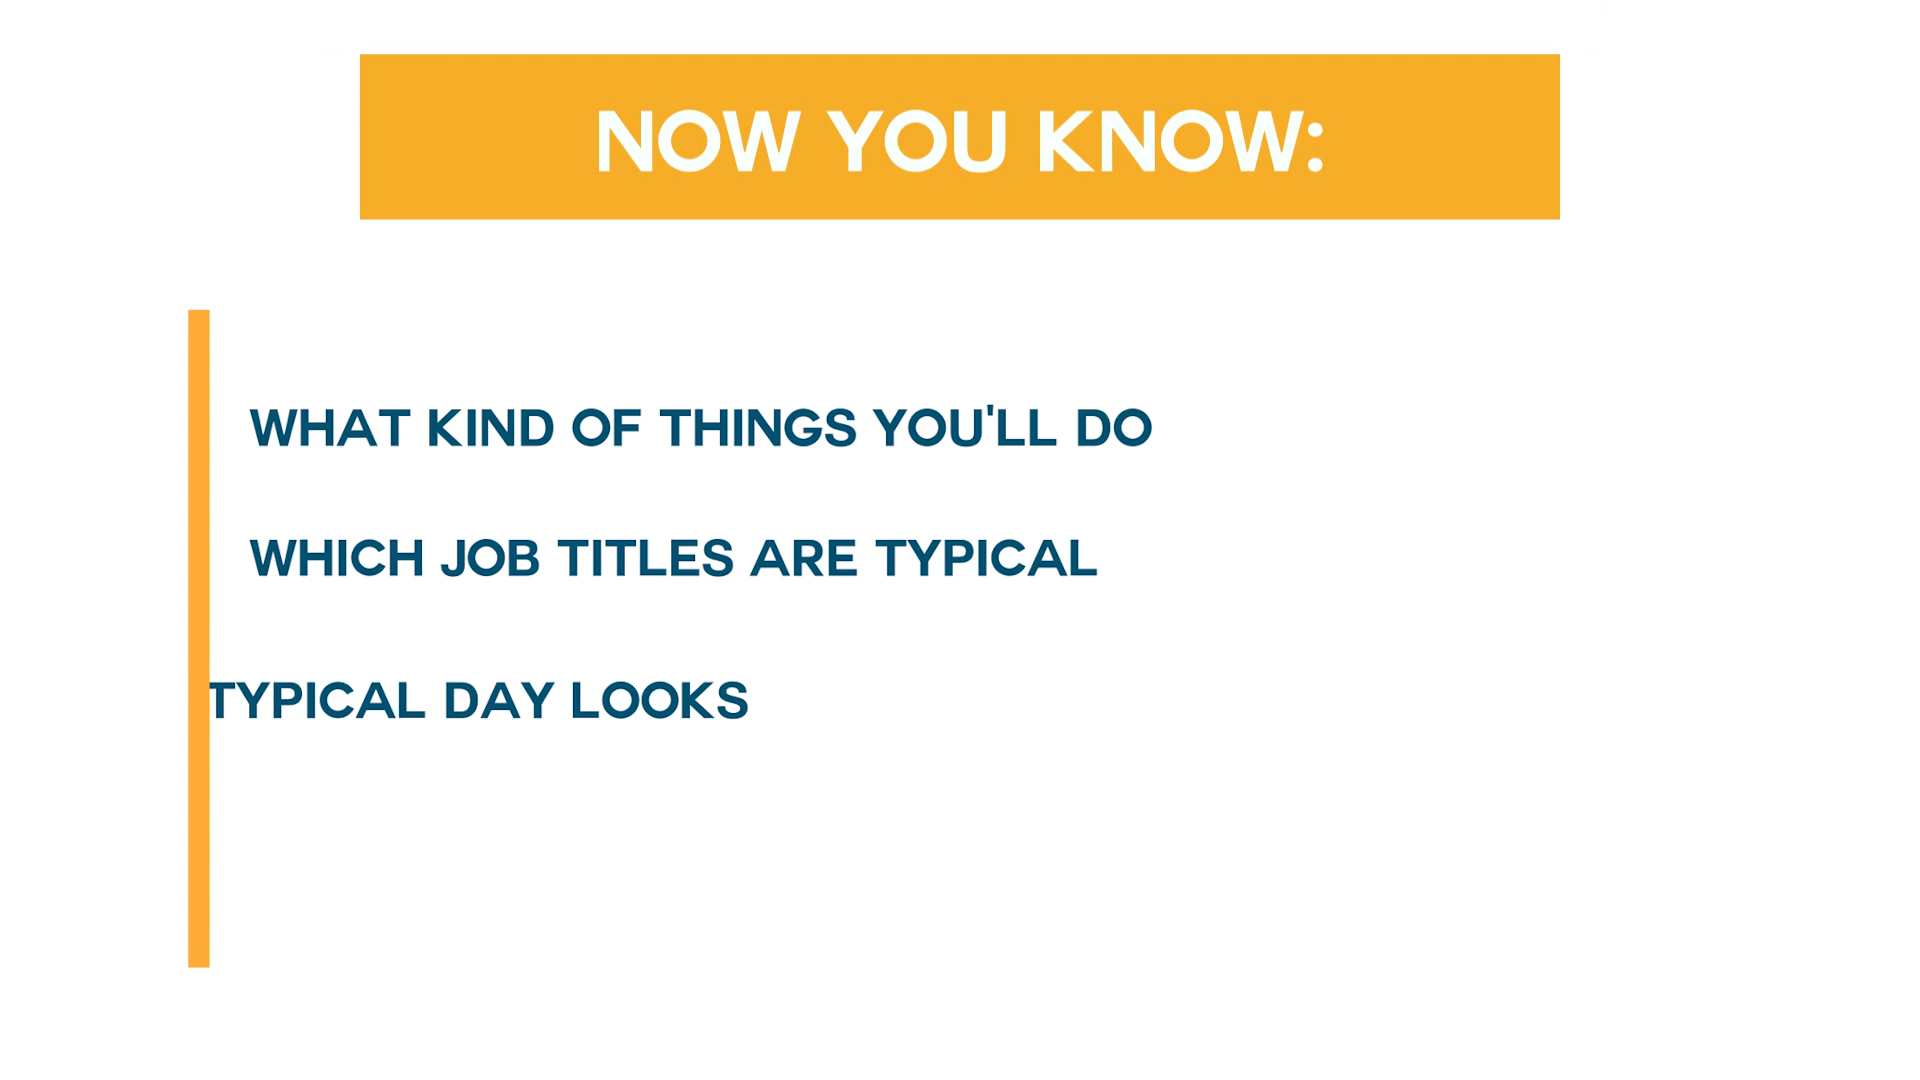 NOW YOU KNOW:
WHAT KIND OF THINGS YOU'LL DO
WHICH JOB TITLES ARE TYPICAL
TYPICAL DAY LOOKS